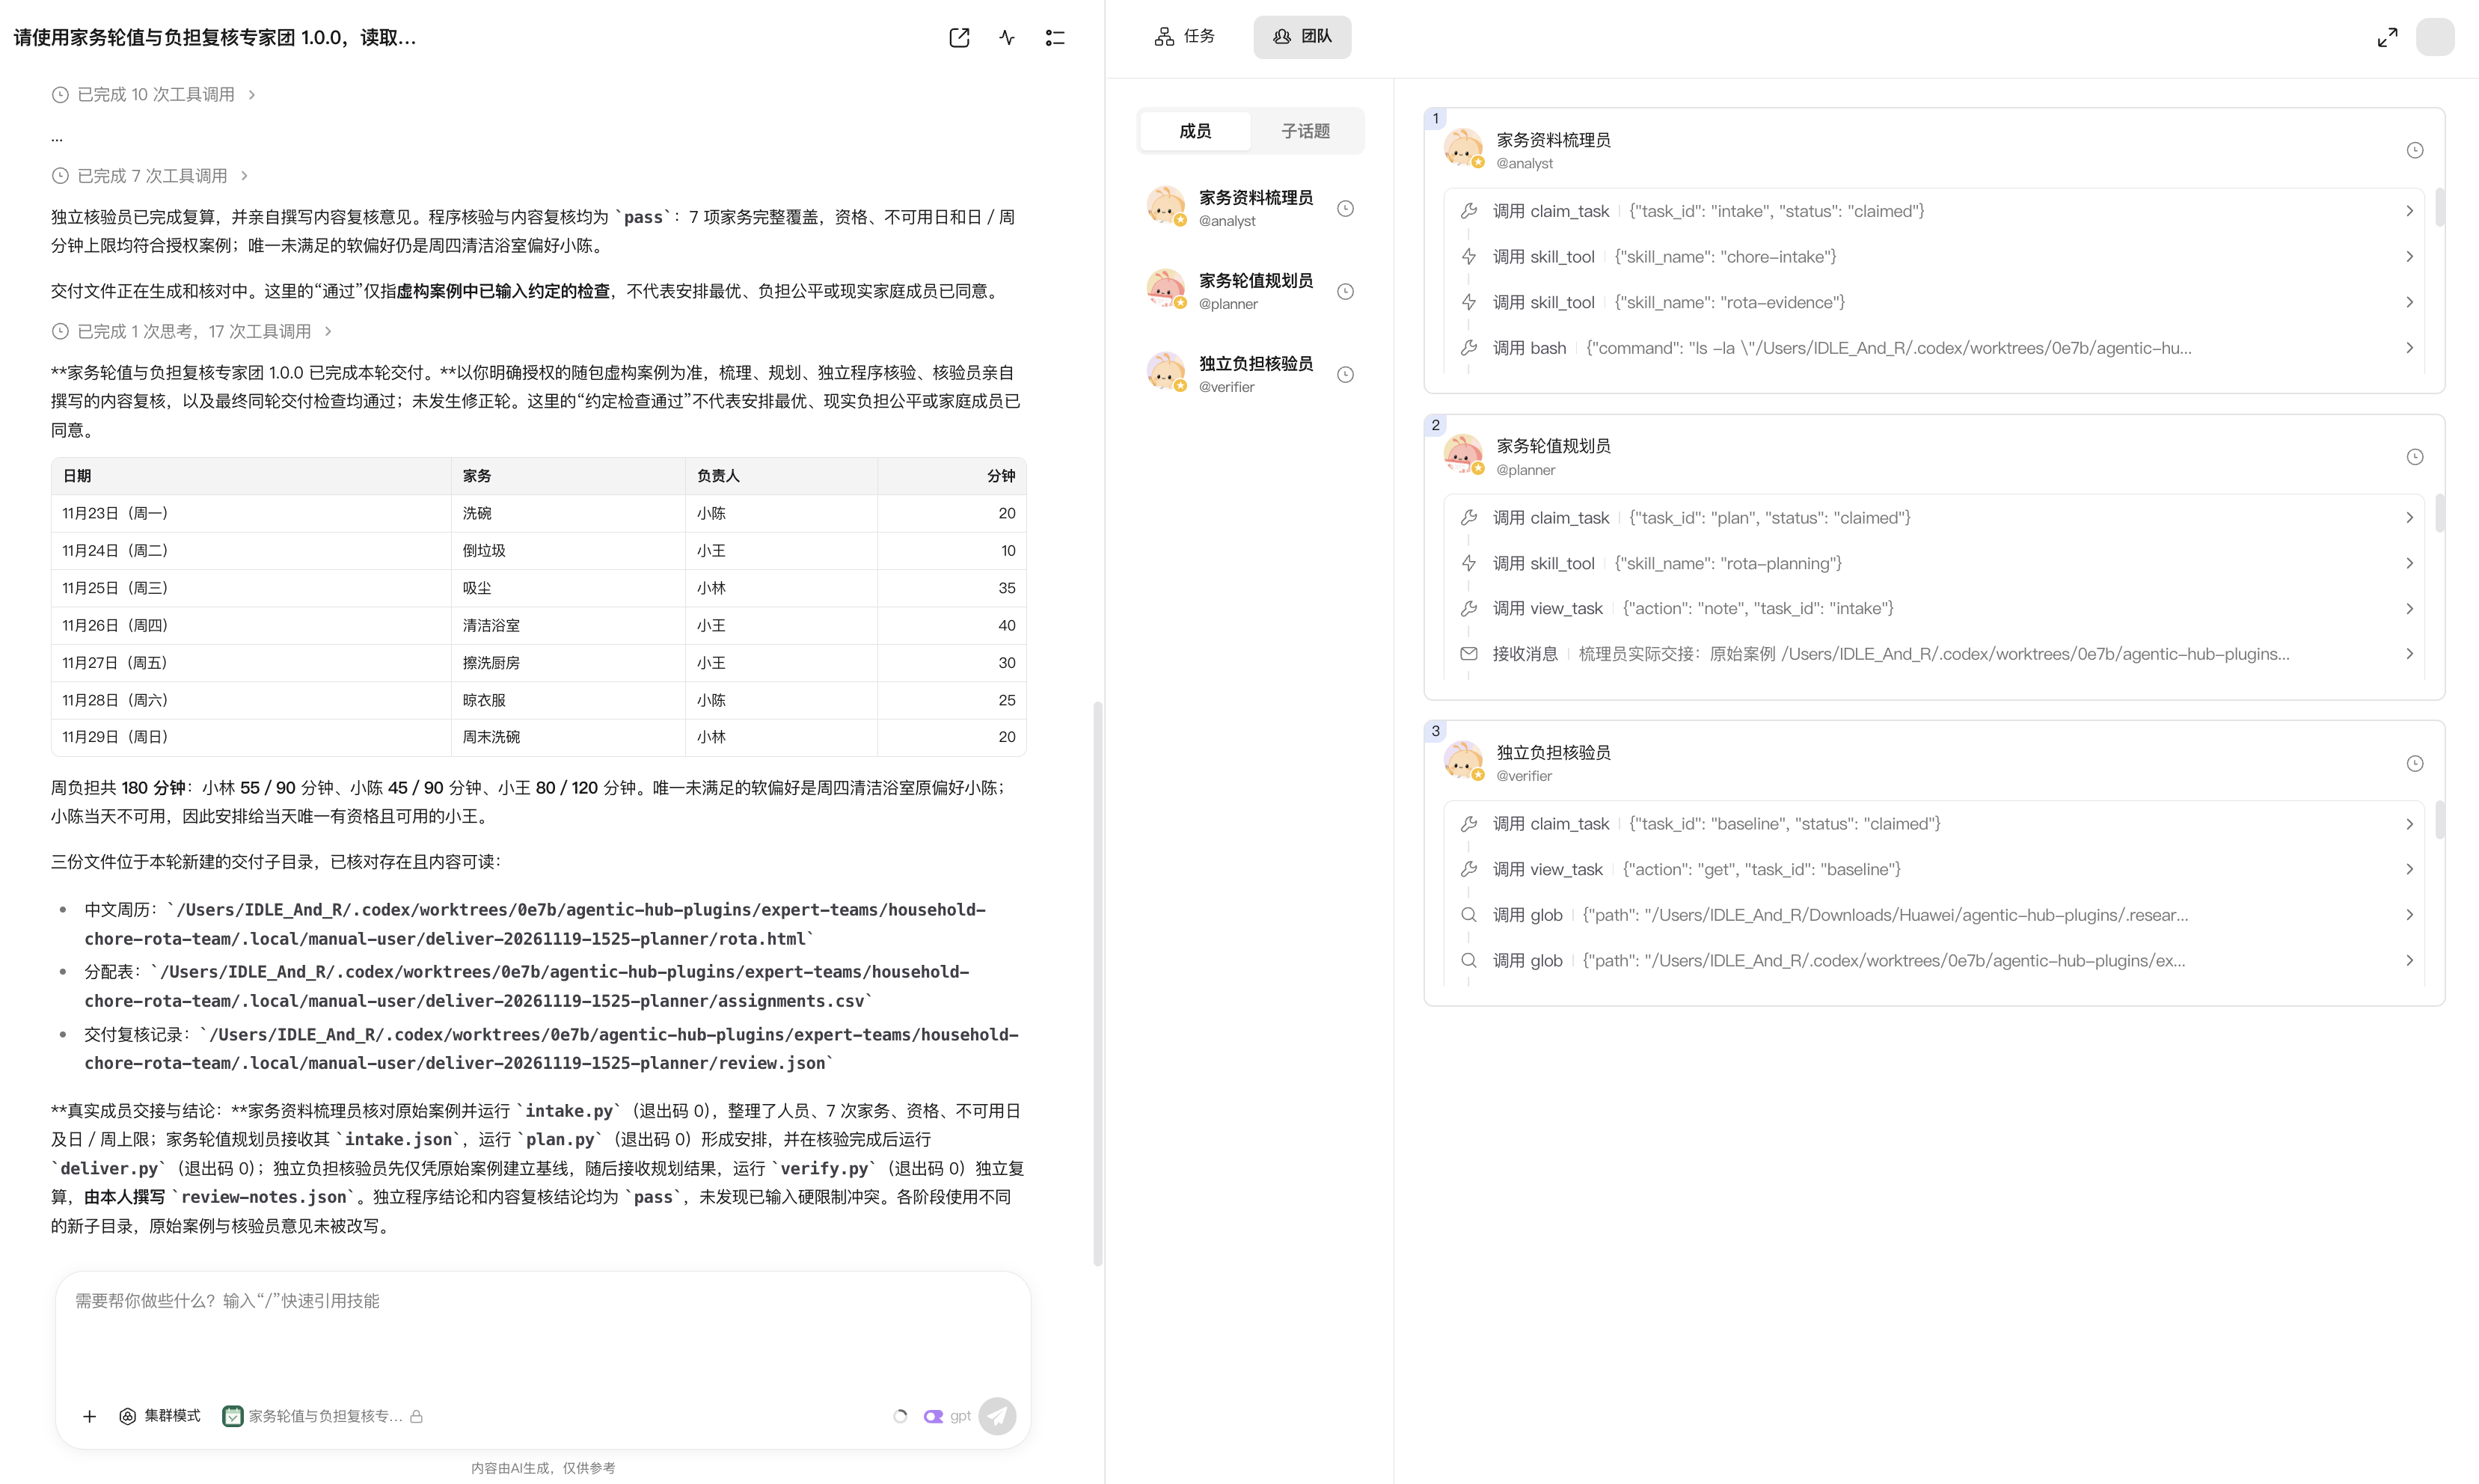 请使用家务轮值与负担复核专家团 1.0.0，读取...
已完成 10 次工具调用
...
已完成 7 次工具调用
独立核验员已完成复算，并亲自撰写内容复核意见。程序核验与内容复核均为 `pass`：7 项家务完整覆盖，资格、不可用日和日 / 周
分钟上限均符合授权案例；唯一未满足的软偏好仍是周四清洁浴室偏好小陈。
交付文件正在生成和核对中。这里的“通过”仅指虚构案例中已输入约定的检查，不代表安排最优、负担公平或现实家庭成员已同意。
已完成 1 次思考，17 次工具调用
**家务轮值与负担复核专家团 1.0.0 已完成本轮交付。**以你明确授权的随包虚构案例为准，梳理、规划、独立程序核验、核验员亲自
撰写的内容复核，以及最终同轮交付检查均通过；未发生修正轮。这里的“约定检查通过”不代表安排最优、现实负担公平或家庭成员已
同意。
日期 家务 负责人 分钟
11月23日（周一） 洗碗 小陈 20
11月24日（周二） 倒垃圾 小王 10
11月25日（周三） 吸尘 小林 35
11月26日（周四） 清洁浴室 小王 40
11月27日（周五） 擦洗厨房 小王 30
11月28日（周六） 晾衣服 小陈 25
11月29日（周日） 周末洗碗 小林 20
周负担共 180 分钟：小林 55 / 90 分钟、小陈 45 / 90 分钟、小王 80 / 120 分钟。唯一未满足的软偏好是周四清洁浴室原偏好小陈；
小陈当天不可用，因此安排给当天唯一有资格且可用的小王。
三份文件位于本轮新建的交付子目录，已核对存在且内容可读：
• 中文周历：`/Users/IDLE_And_R/.codex/worktrees/0e7b/agentic-hub-plugins/expert-teams/household-
chore-rota-team/.local/manual-user/deliver-20261119-1525-planner/rota.html`
• 分配表：`/Users/IDLE_And_R/.codex/worktrees/0e7b/agentic-hub-plugins/expert-teams/household-
chore-rota-team/.local/manual-user/deliver-20261119-1525-planner/assignments.csv`
• 交付复核记录：`/Users/IDLE_And_R/.codex/worktrees/0e7b/agentic-hub-plugins/expert-teams/household-
chore-rota-team/.local/manual-user/deliver-20261119-1525-planner/review.json`
**真实成员交接与结论：**家务资料梳理员核对原始案例并运行 `intake.py`（退出码 0），整理了人员、7 次家务、资格、不可用日
及日 / 周上限；家务轮值规划员接收其 `intake.json`，运行 `plan.py`（退出码 0）形成安排，并在核验完成后运行
`deliver.py`（退出码 0）；独立负担核验员先仅凭原始案例建立基线，随后接收规划结果，运行 `verify.py`（退出码 0）独立复
算，由本人撰写 `review-notes.json`。独立程序结论和内容复核结论均为 `pass`，未发现已输入硬限制冲突。各阶段使用不同
的新子目录，原始案例与核验员意见未被改写。
需要帮你做些什么？输入“/”快速引用技能
集群模式 家务轮值与负担复核专... gpt
内容由AI生成，仅供参考
任务 团队
成员 子话题
家务资料梳理员
@analyst
家务轮值规划员
@planner
独立负担核验员
@verifier
1
家务资料梳理员
@analyst
调用 claim_task {"task_id": "intake", "status": "claimed"}
调用 skill_tool {"skill_name": "chore-intake"}
调用 skill_tool {"skill_name": "rota-evidence"}
调用 bash {"command": "ls -la \"/Users/IDLE_And_R/.codex/worktrees/0e7b/agentic-hu...
2
家务轮值规划员
@planner
调用 claim_task {"task_id": "plan", "status": "claimed"}
调用 skill_tool {"skill_name": "rota-planning"}
调用 view_task {"action": "note", "task_id": "intake"}
接收消息 梳理员实际交接：原始案例 /Users/IDLE_And_R/.codex/worktrees/0e7b/agentic-hub-plugins...
3
独立负担核验员
@verifier
调用 claim_task {"task_id": "baseline", "status": "claimed"}
调用 view_task {"action": "get", "task_id": "baseline"}
调用 glob {"path": "/Users/IDLE_And_R/Downloads/Huawei/agentic-hub-plugins/.resear...
调用 glob {"path": "/Users/IDLE_And_R/.codex/worktrees/0e7b/agentic-hub-plugins/ex...